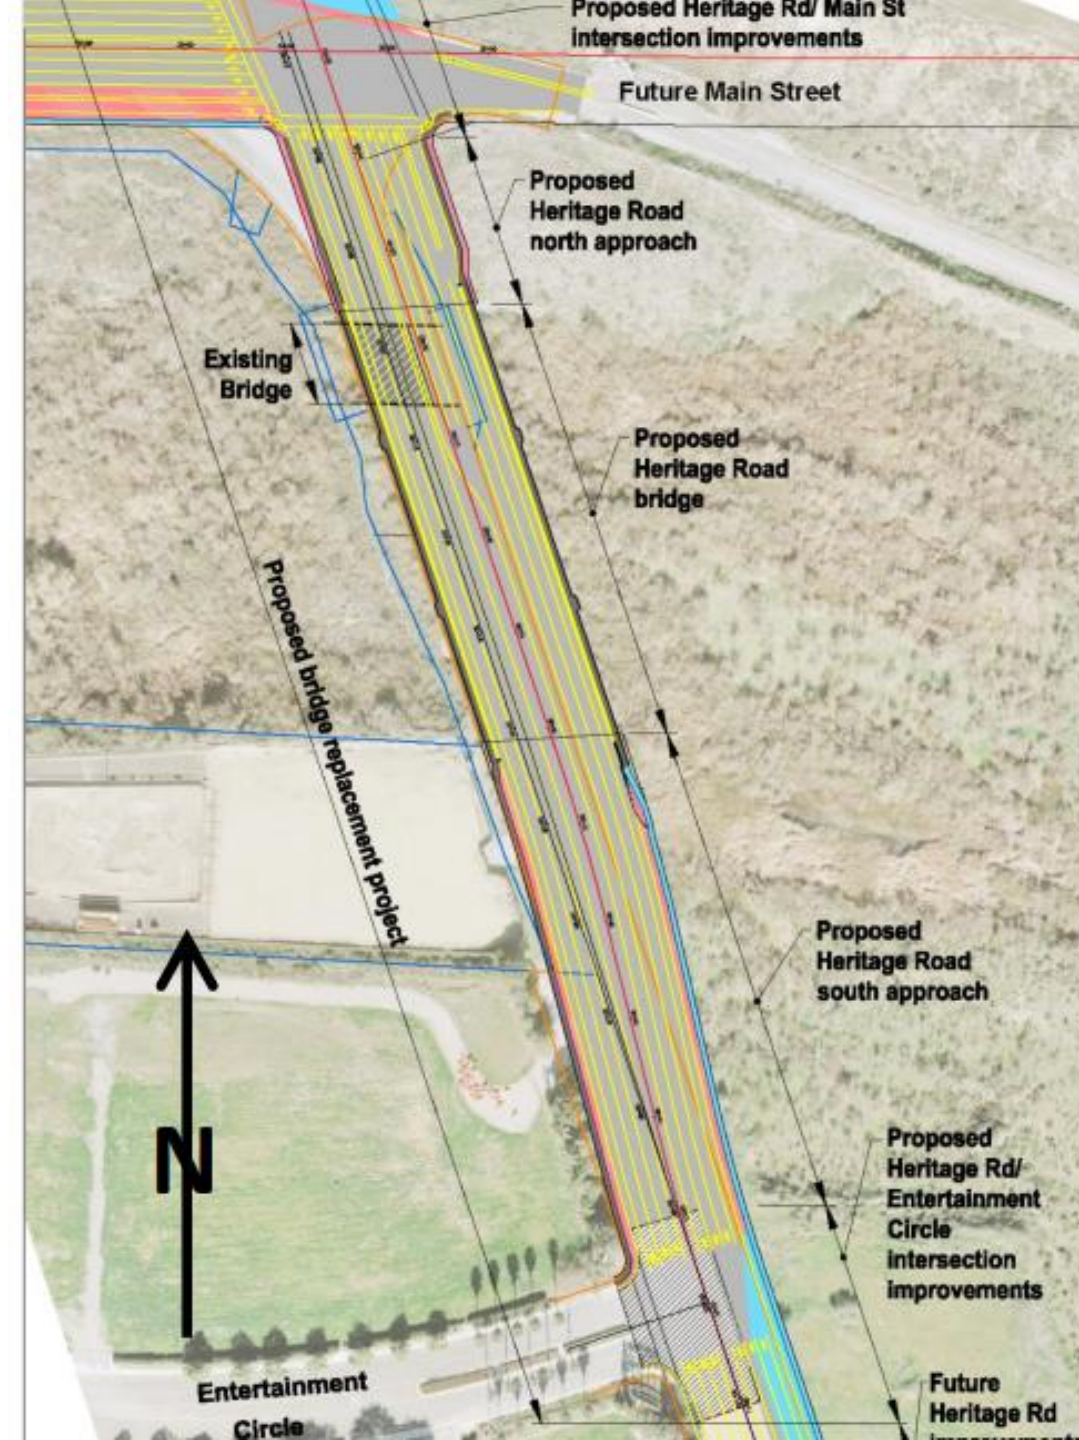 Proposed Heritage Rd/ Main St
intersection improvements
Future Main Street
Proposed
Heritage Road
north approach
Existing
Bridge
Proposed
Heritage Road
bridge
Proposed bridge replacement project
Proposed
Heritage Road
south approach
N
Proposed
Heritage Rd/
Entertainment
Circle
intersection
improvements
Entertainment
Circle
Future
Heritage Rd
improvements